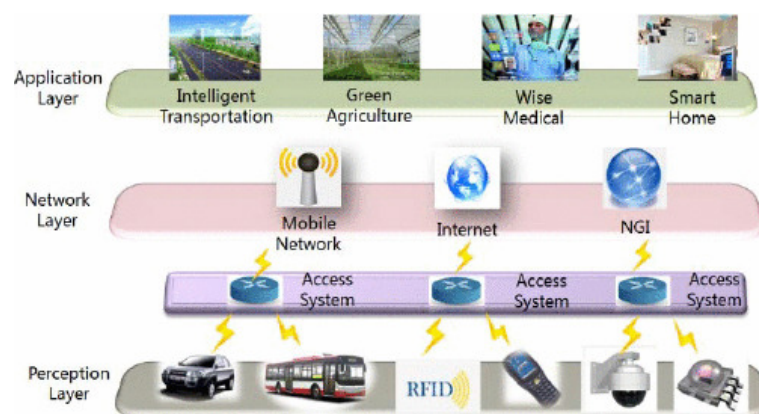 Application
Layer
Intelligent
Transportation
Green
Agriculture
Wise
Medical
Smart
Home
Network
Layer
Mobile
Network
Internet
NGI
Access
System
Access
System
Access
System
Perception
Layer
RFID